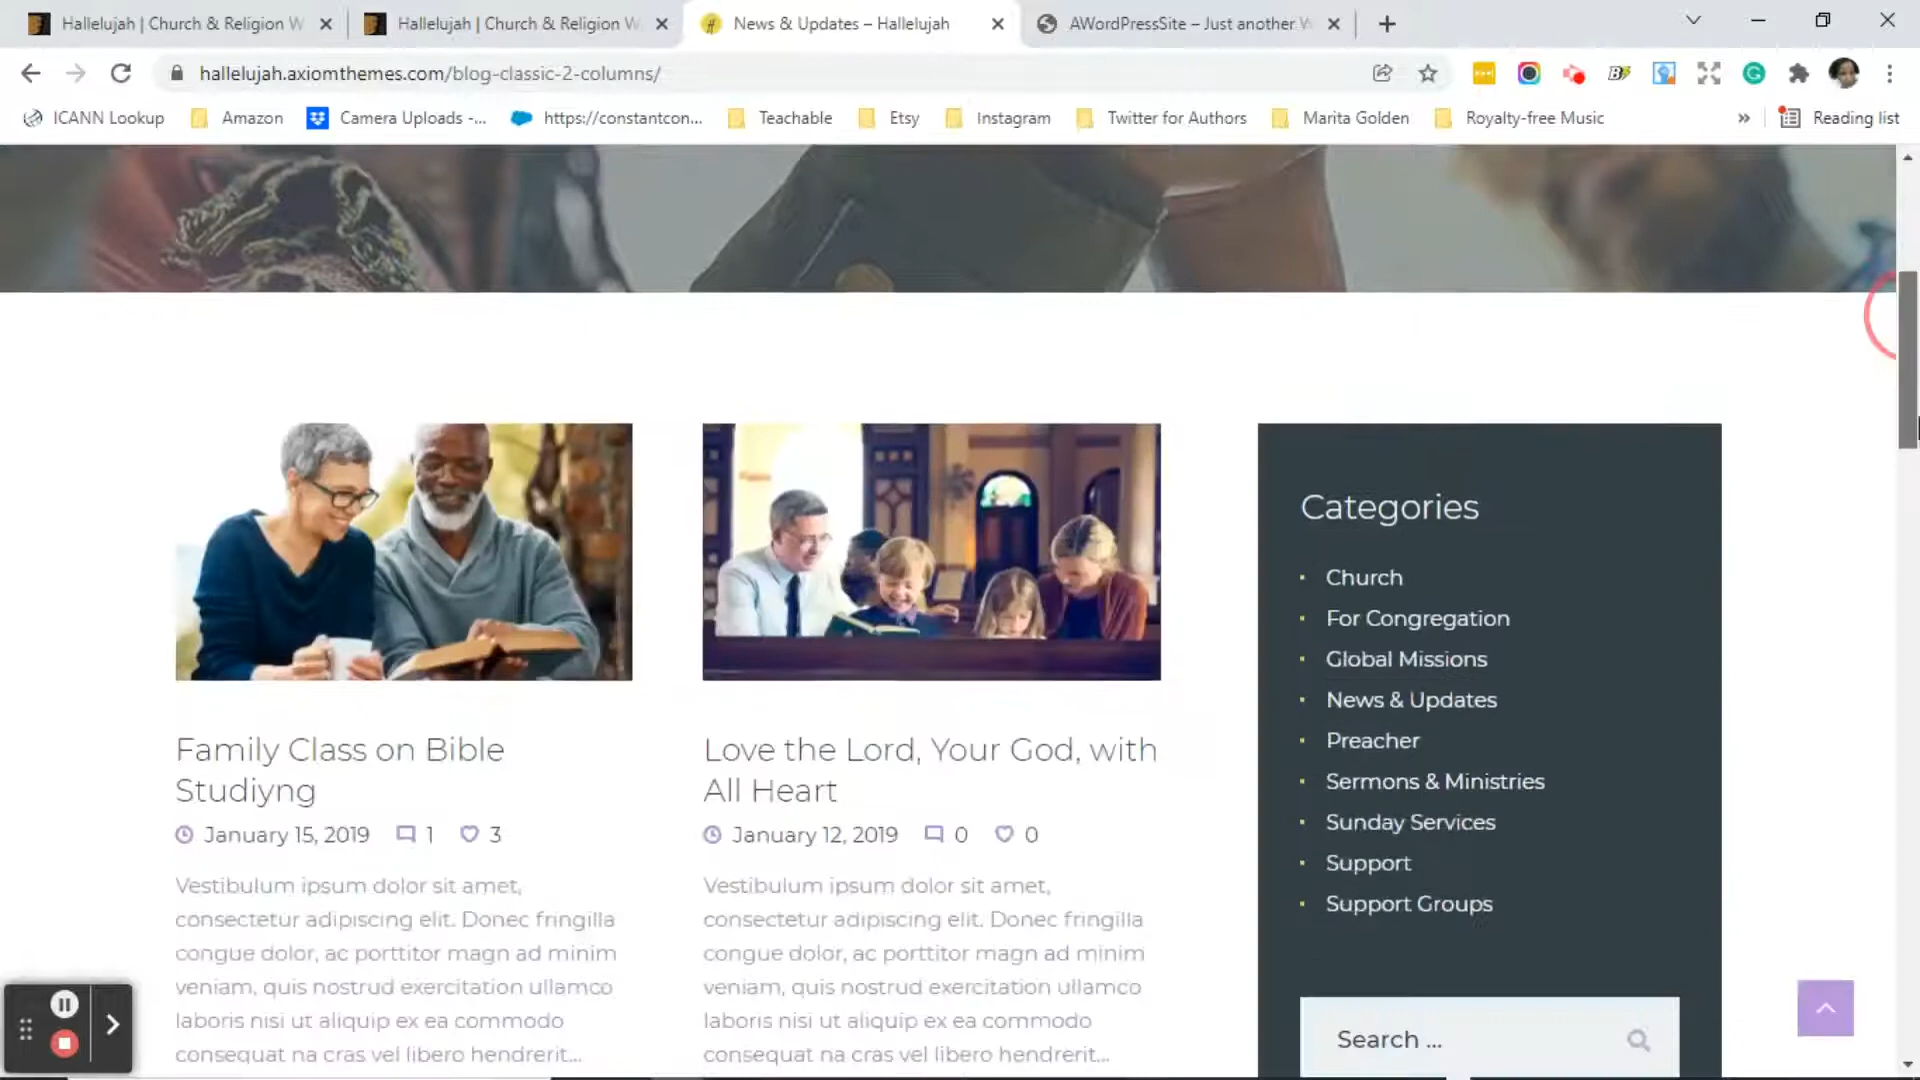 Hallelujah | Church & Religion W
Hallelujah | Church & Religion W
News & Updates – Hallelujah
AWordPressSite – Just another W
hallelujah.axiomthemes.com/blog-classic-2-columns/
ICANN Lookup
Amazon
Camera Uploads -...
https://constantcon...
Teachable
Etsy
Instagram
Twitter for Authors
Marita Golden
Royalty-free Music
»
Reading list
Family Class on Bible
Studiyng
January 15, 2019 1 3
Vestibulum ipsum dolor sit amet,
consectetur adipiscing elit. Donec fringilla
congue dolor, ac porttitor magn ad minim
veniam, quis nostrud exercitation ullamco
laboris nisi ut aliquip ex ea commodo
consequat na cras vel libero hendrerit...
Love the Lord, Your God, with
All Heart
January 12, 2019 0 0
Vestibulum ipsum dolor sit amet,
consectetur adipiscing elit. Donec fringilla
congue dolor, ac porttitor magn ad minim
veniam, quis nostrud exercitation ullamco
laboris nisi ut aliquip ex ea commodo
consequat na cras vel libero hendrerit...
Categories
Church
For Congregation
Global Missions
News & Updates
Preacher
Sermons & Ministries
Sunday Services
Support
Support Groups
Search ...